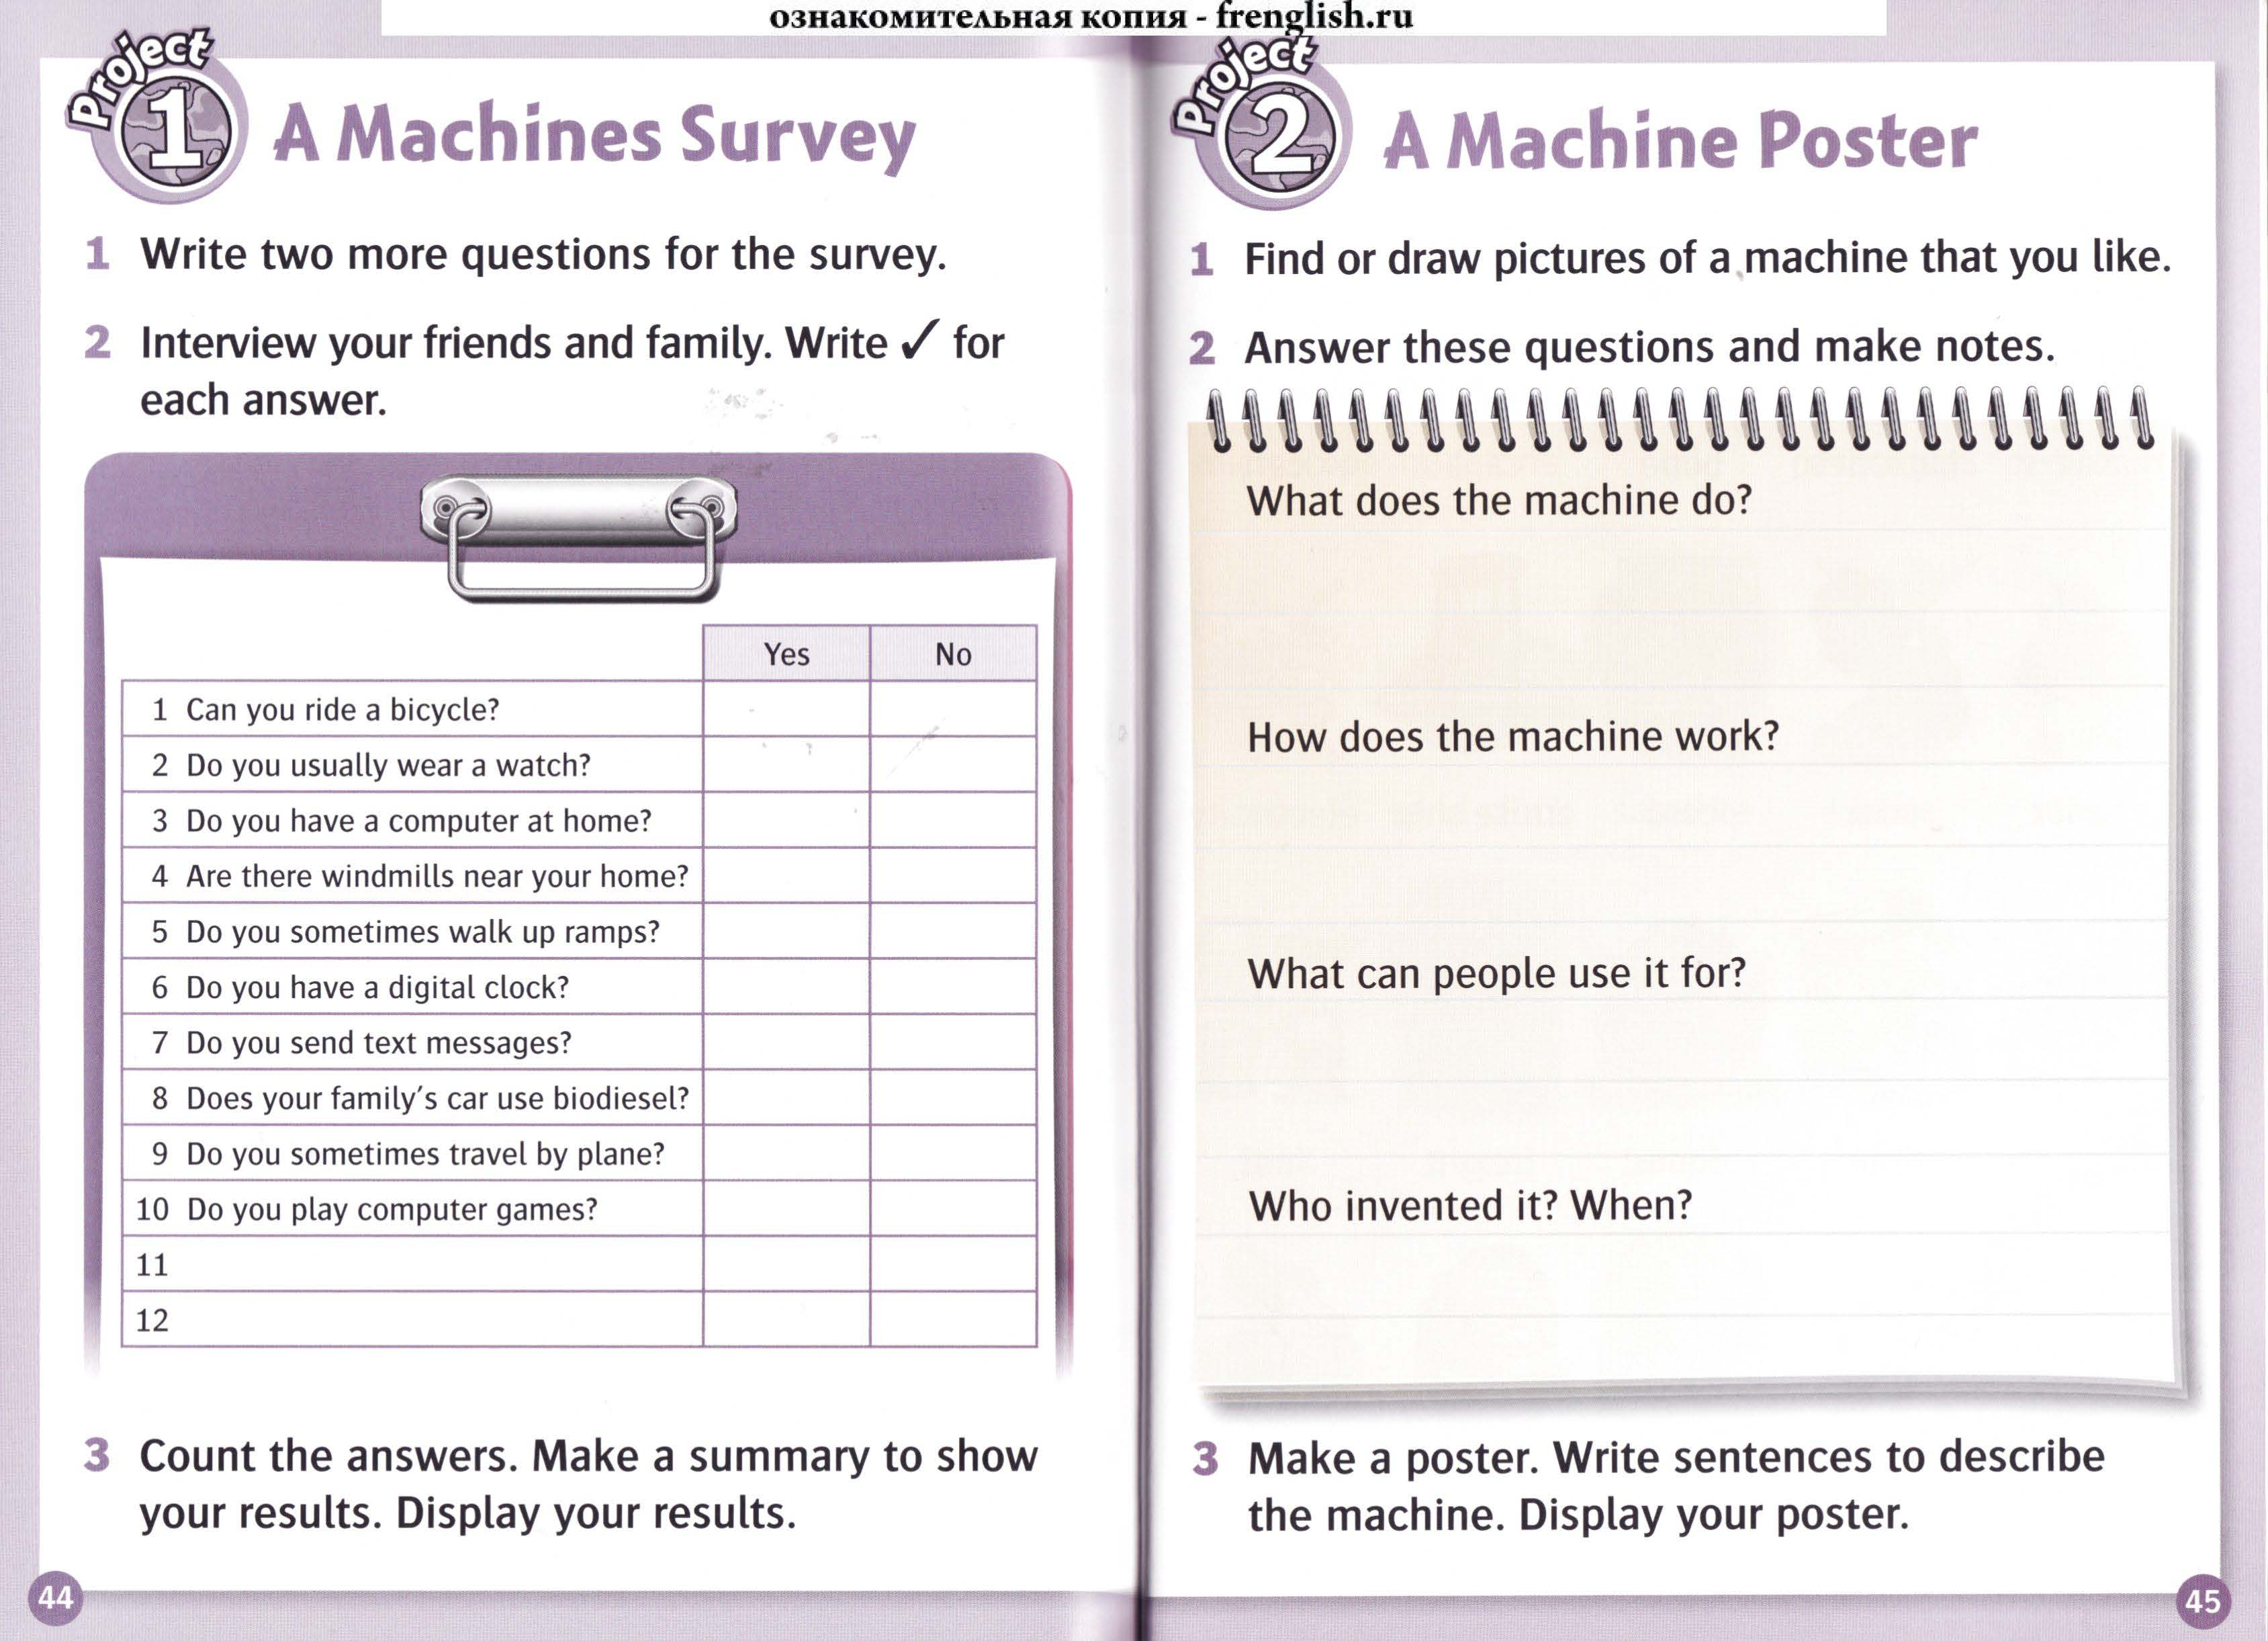 ознакомительная копия - frenglish.ru
Project
1
A Machines Survey
1 Write two more questions for the survey.
2 Interview your friends and family. Write ✓ for
each answer.
Yes No
1 Can you ride a bicycle?
2 Do you usually wear a watch?
3 Do you have a computer at home?
4 Are there windmills near your home?
5 Do you sometimes walk up ramps?
6 Do you have a digital clock?
7 Do you send text messages?
8 Does your family's car use biodiesel?
9 Do you sometimes travel by plane?
10 Do you play computer games?
11
12
3 Count the answers. Make a summary to show
your results. Display your results.
44
Project
2
A Machine Poster
1 Find or draw pictures of a machine that you like.
2 Answer these questions and make notes.
What does the machine do?
How does the machine work?
What can people use it for?
Who invented it? When?
3 Make a poster. Write sentences to describe
the machine. Display your poster.
45